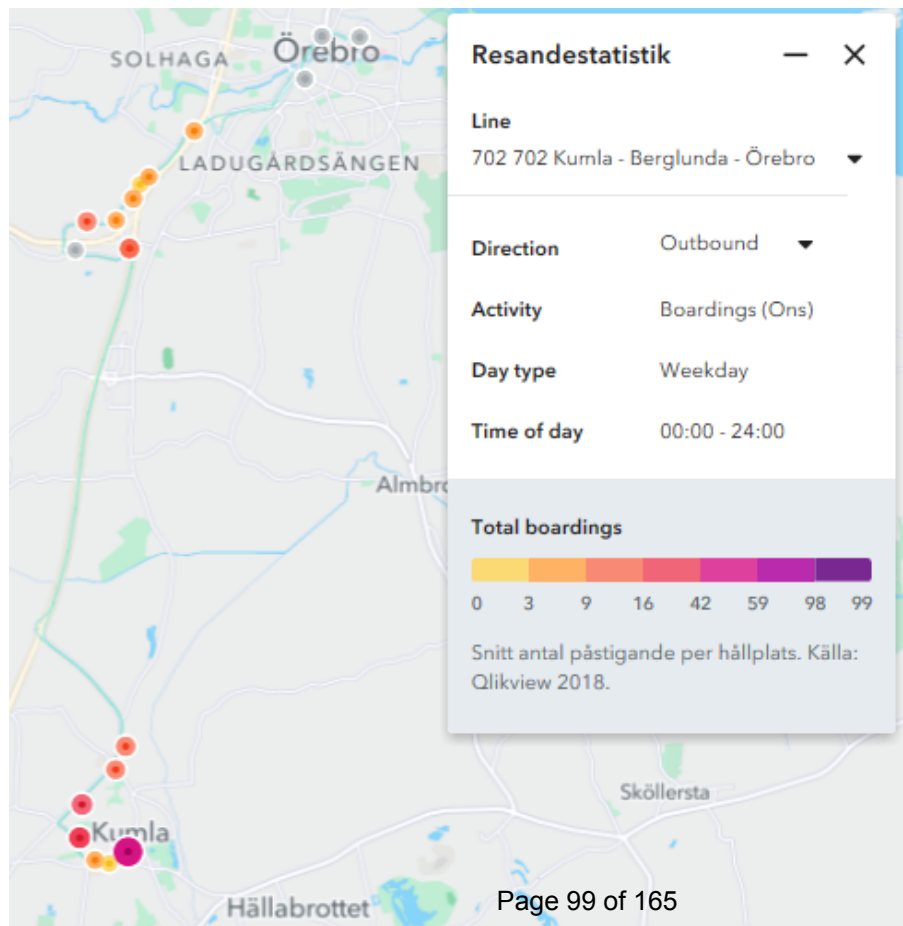 SOLHAGA
Örebro
LADUGÅRDSÄNGEN
Almbro
Kumla
Sköllersta
Hällabrottet
Resandestatistik
Line
702 702 Kumla - Berglunda - Örebro
Direction Outbound
Activity Boardings (Ons)
Day type Weekday
Time of day 00:00 - 24:00
Total boardings
0 3 9 16 42 59 98 99
Snitt antal påstigande per hållplats. Källa:
Qlikview 2018.
Page 99 of 165